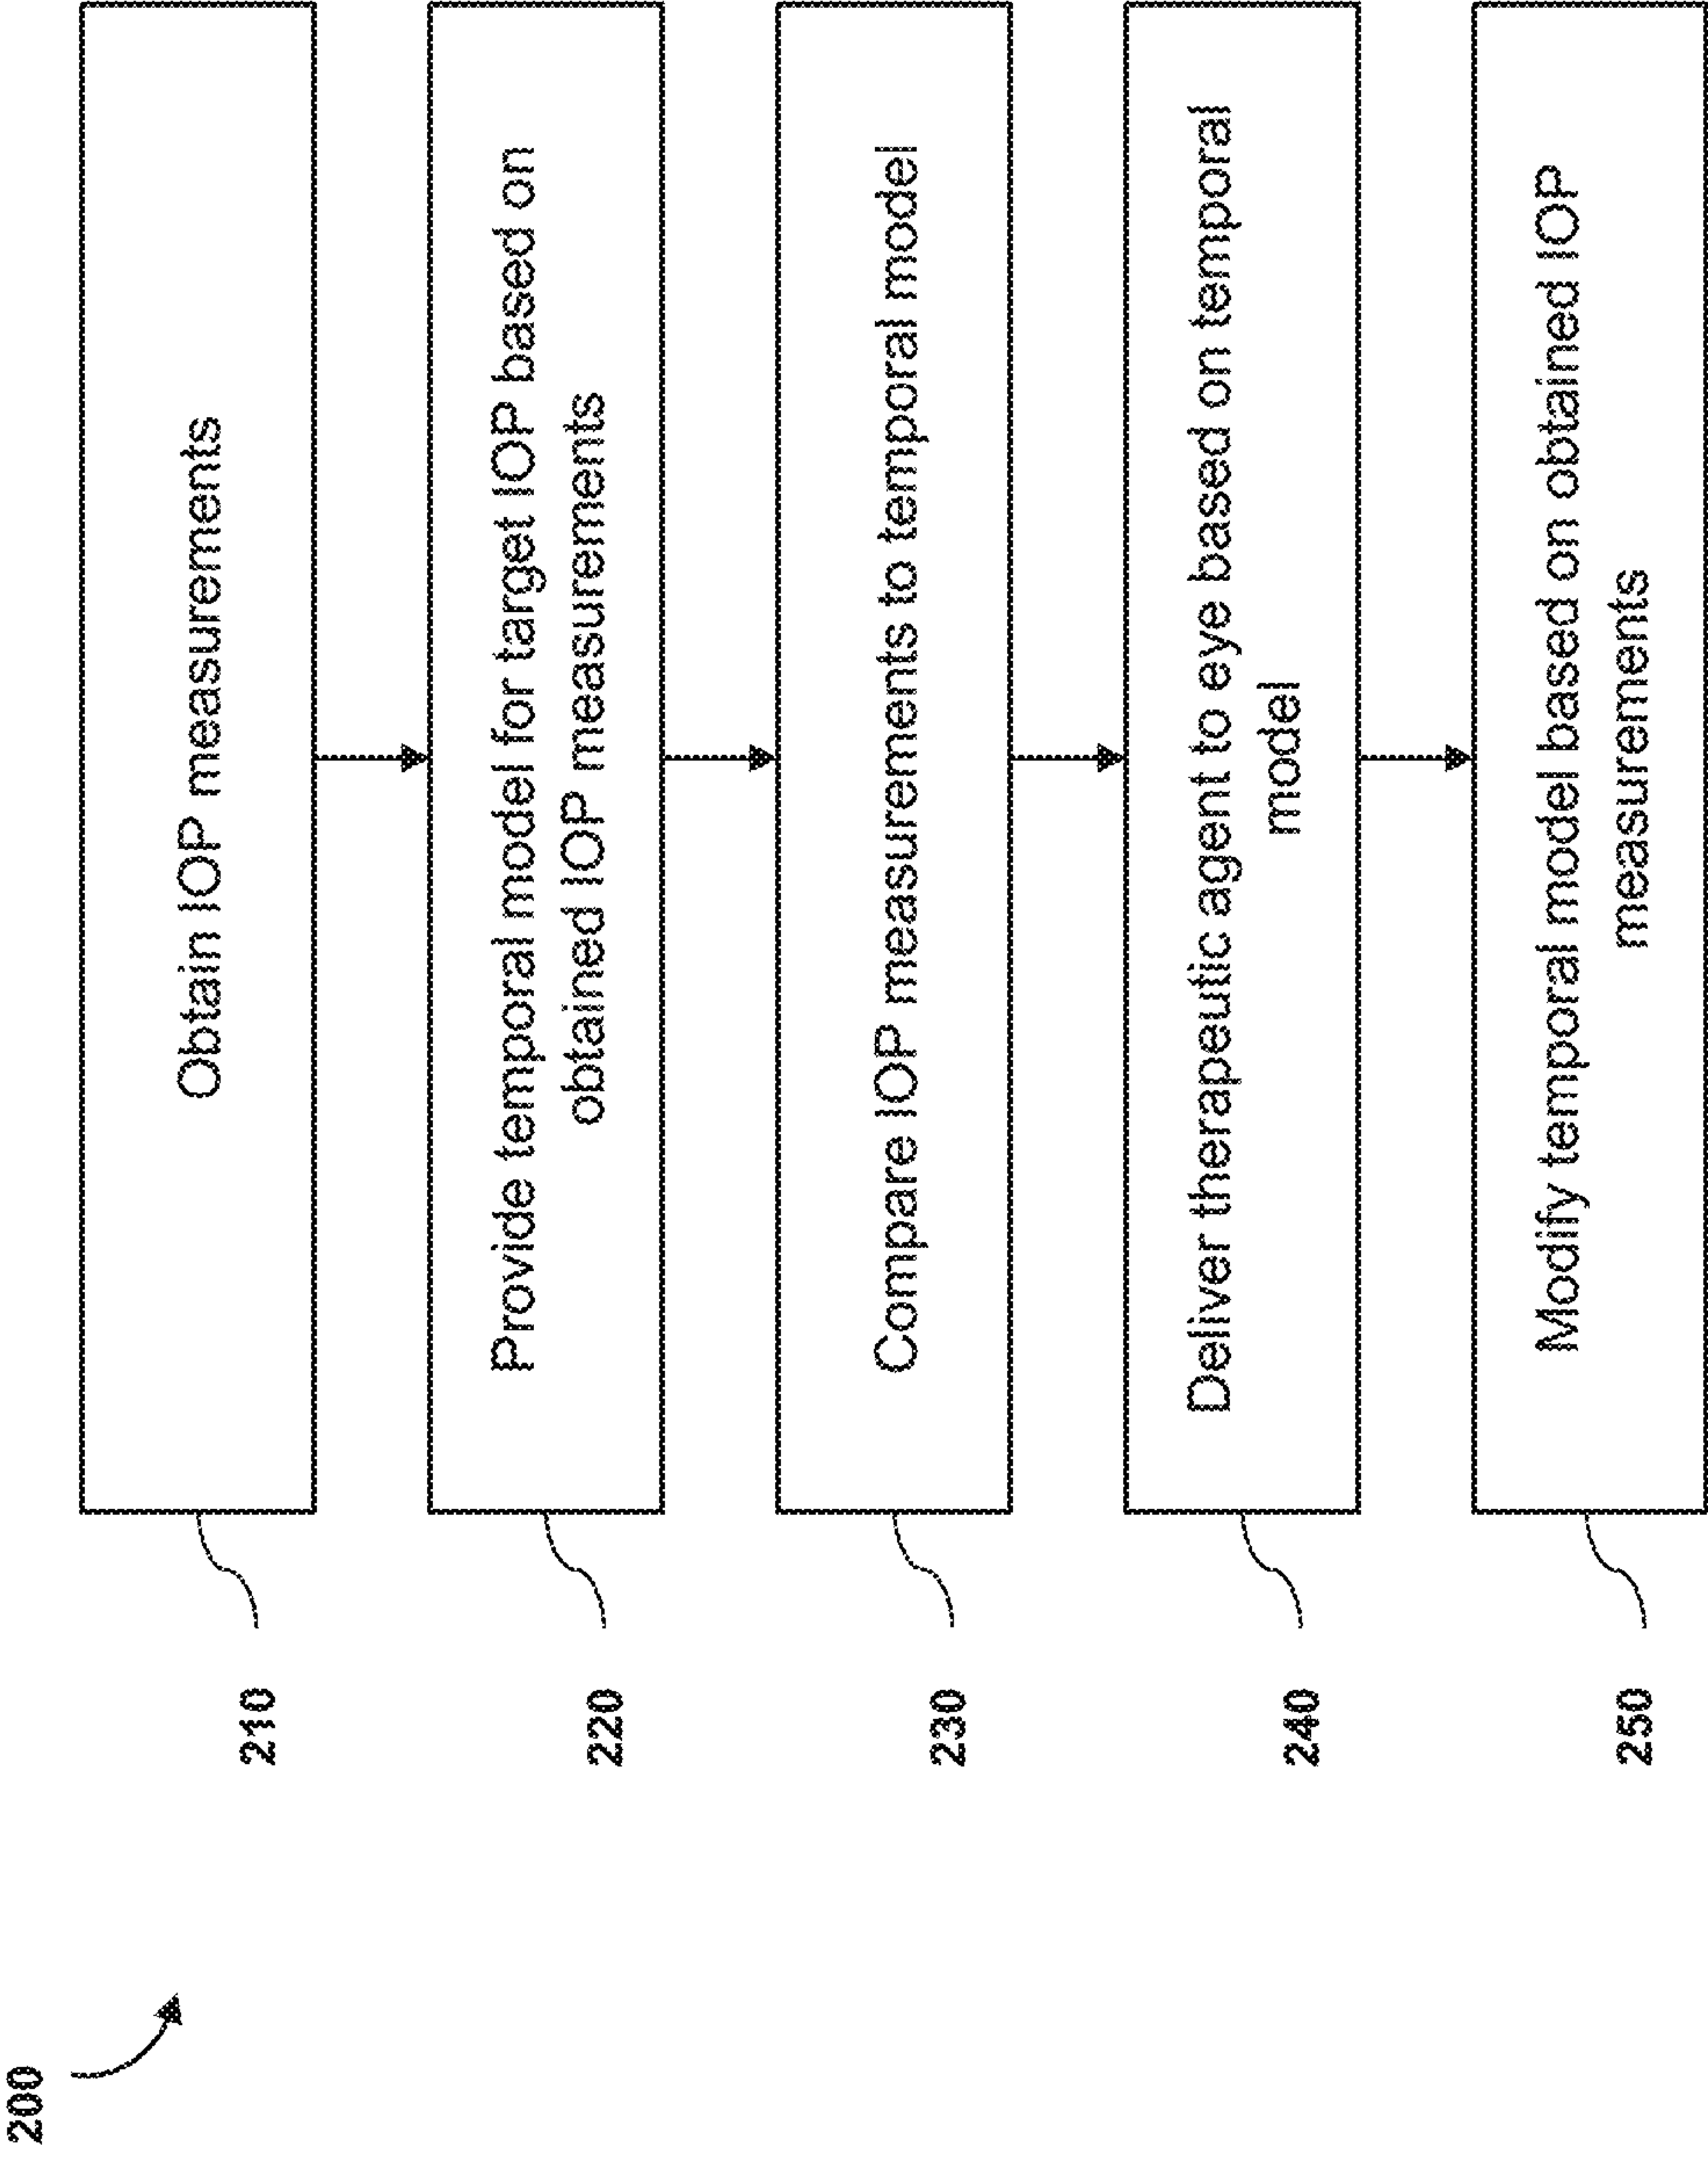 200
210
Obtain IOP measurements
220
Provide temporal model for target IOP based on
obtained IOP measurements
230
Compare IOP measurements to temporal model
240
Deliver therapeutic agent to eye based on temporal
model
250
Modify temporal model based on obtained IOP
measurements